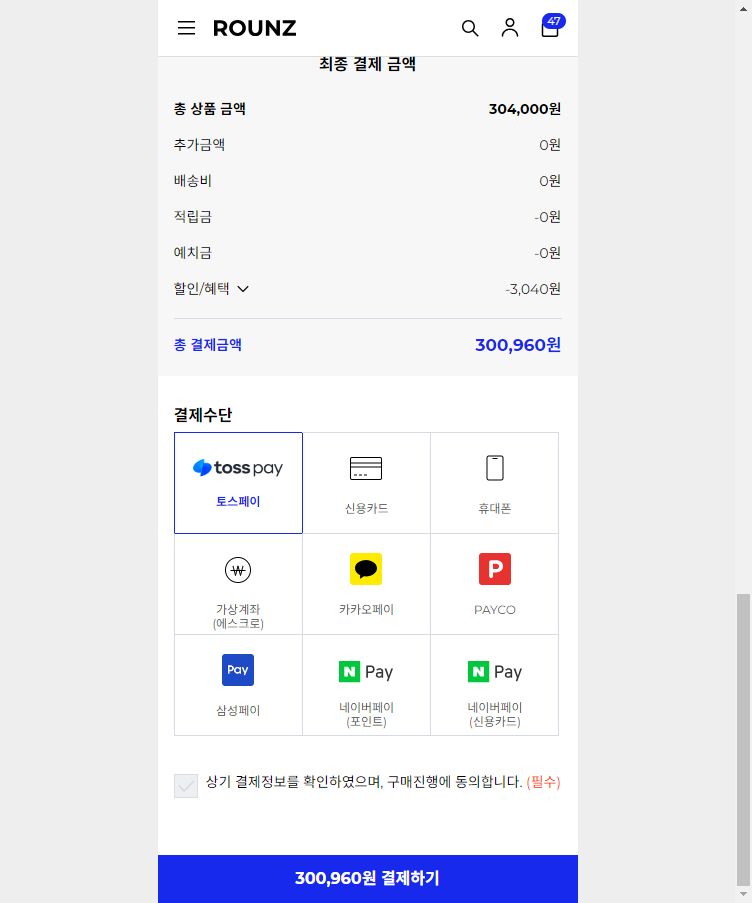 ROUNZ
47
최종 결제 금액
총 상품 금액 304,000원
추가금액 0원
배송비 0원
적립금 -0원
예치금 -0원
할인/혜택 -3,040원
총 결제금액 300,960원
결제수단
toss pay
토스페이
신용카드
휴대폰
₩
가상계좌
(에스크로)
카카오페이
P
PAYCO
Pay
삼성페이
N Pay
네이버페이
(포인트)
N Pay
네이버페이
(신용카드)
상기 결제정보를 확인하였으며, 구매진행에 동의합니다. (필수)
300,960원 결제하기